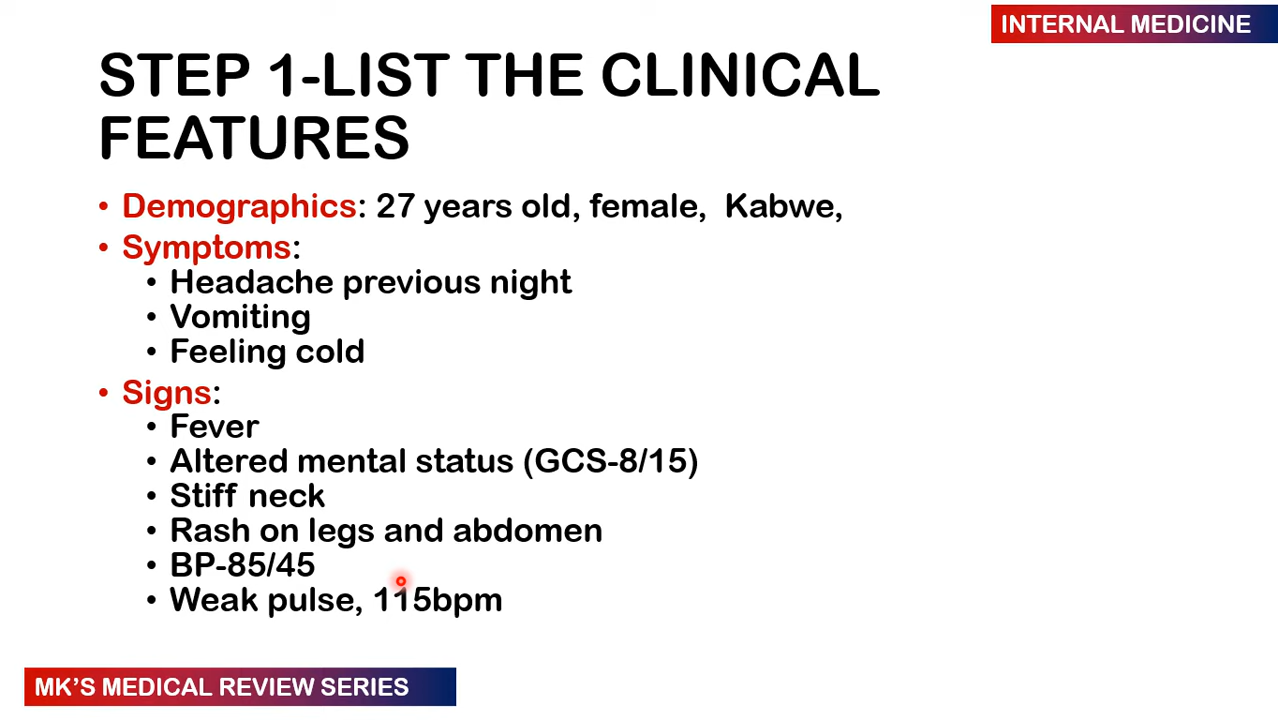 INTERNAL MEDICINE
STEP 1-LIST THE CLINICAL
FEATURES
• Demographics: 27 years old, female, Kabwe,
• Symptoms:
• Headache previous night
• Vomiting
• Feeling cold
• Signs:
• Fever
• Altered mental status (GCS-8/15)
• Stiff neck
• Rash on legs and abdomen
• BP-85/45
• Weak pulse, 115bpm
MK'S MEDICAL REVIEW SERIES